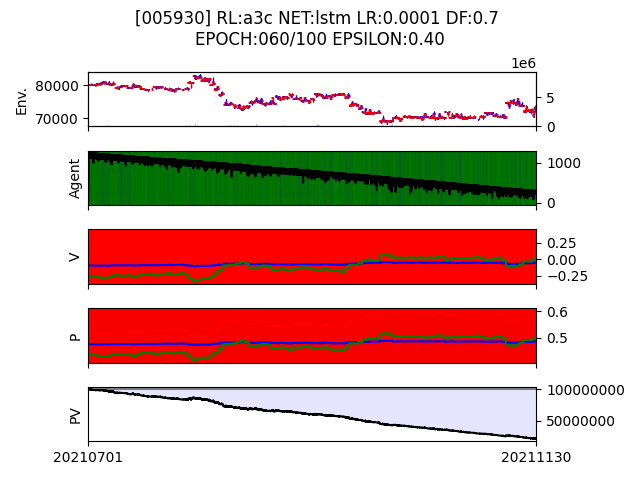 [005930] RL:a3c NET:lstm LR:0.0001 DF:0.7
EPOCH:060/100 EPSILON:0.40
1e6
Env.
80000
70000
5
0
Agent
1000
0
V
0.25
0.00
−0.25
P
0.6
0.5
PV
100000000
50000000
20210701
20211130